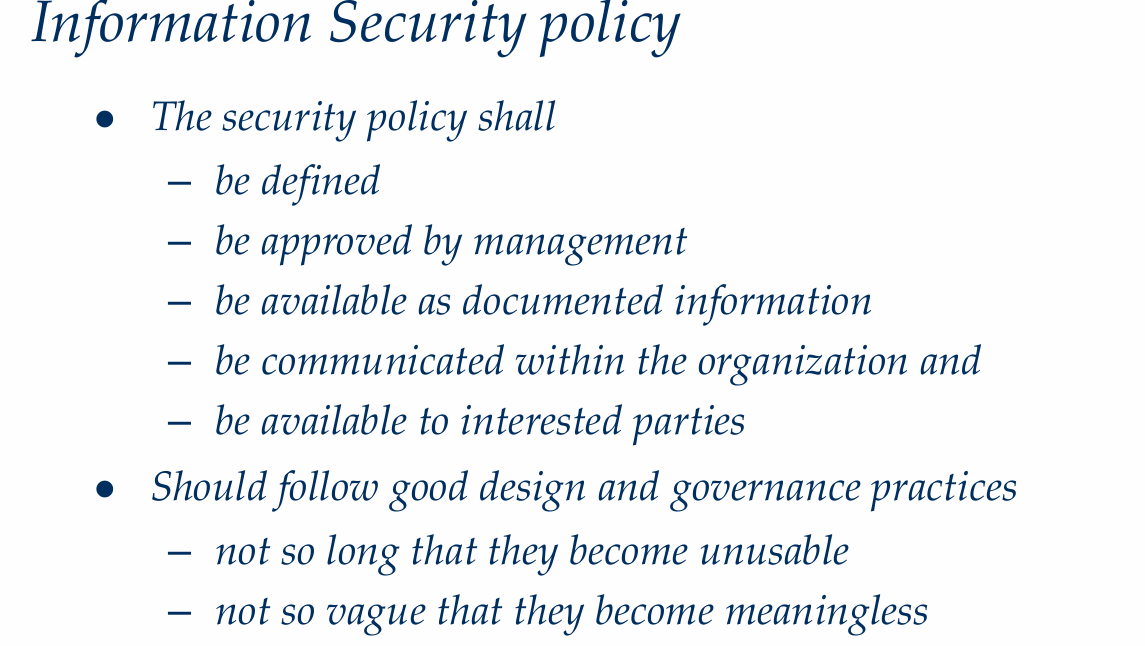 Information Security policy
● The security policy shall
– be defined
– be approved by management
– be available as documented information
– be communicated within the organization and
– be available to interested parties
● Should follow good design and governance practices
– not so long that they become unusable
– not so vague that they become meaningless